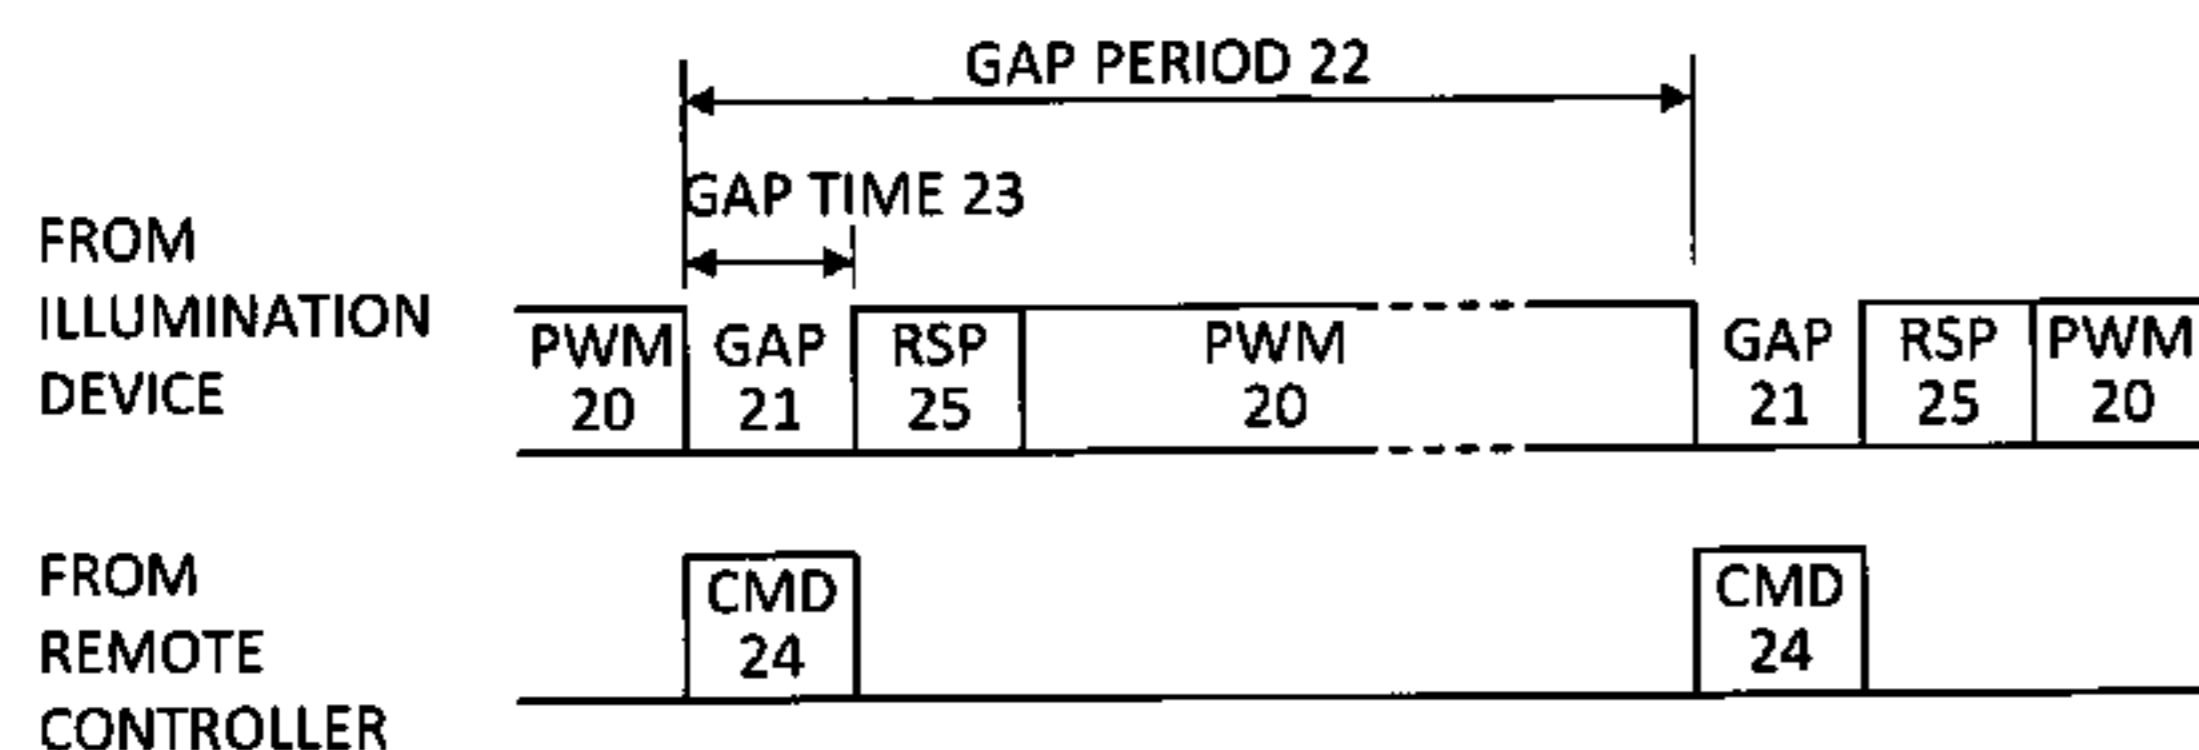 GAP PERIOD 22
GAP TIME 23
FROM
ILLUMINATION
DEVICE
PWM
20
GAP
21
RSP
25
PWM
20
GAP
21
RSP
25
PWM
20
FROM
REMOTE
CONTROLLER
CMD
24
CMD
24